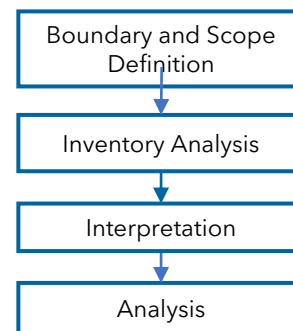 Boundary and Scope
Definition
Inventory Analysis
Interpretation
Analysis